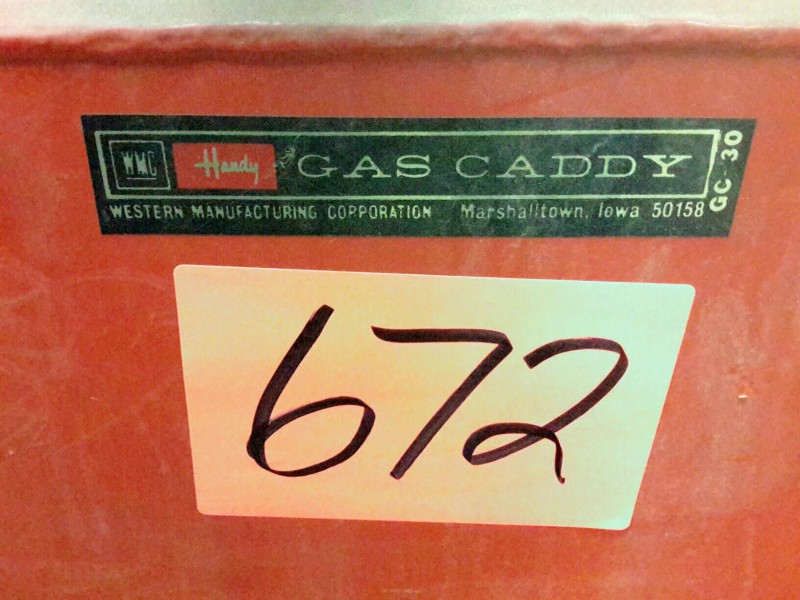 WMC Handy GAS CADDY
GC-30
WESTERN MANUFACTURING CORPORATION Marshalltown, Iowa 50158
672